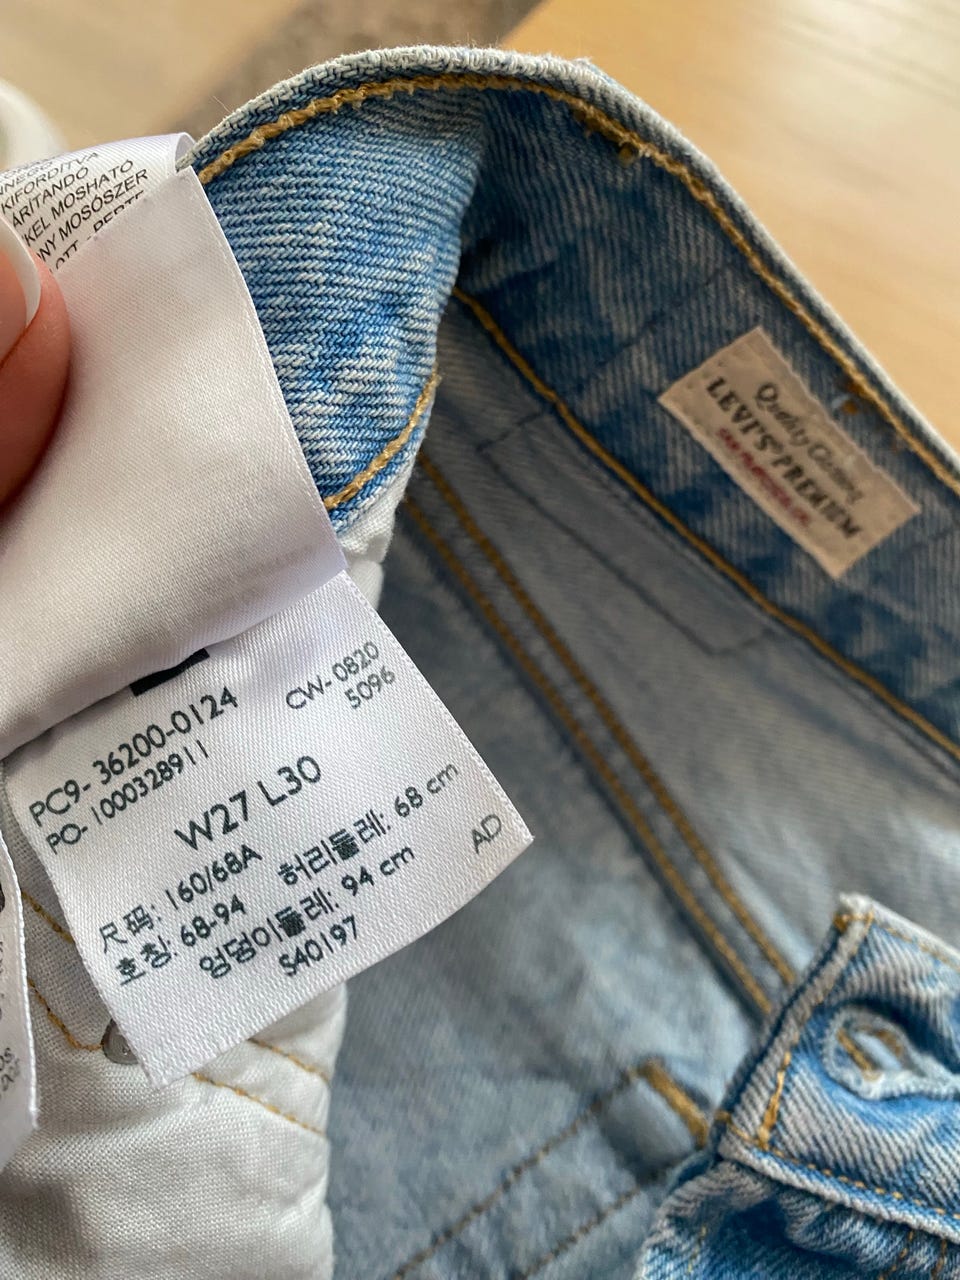 KIFORDÍTVA
KEL MOSHATÓ
MOSÓSZER
PC9- 36200-0124
CW- 0820
PO- 1000328911
5096
W27 L30
尺码: 160/68A
허리둘레: 68 cm
호칭: 68-94
엉덩이둘레: 94 cm
AD
S40197
Quality Clothing
LEVI'S® PREMIUM